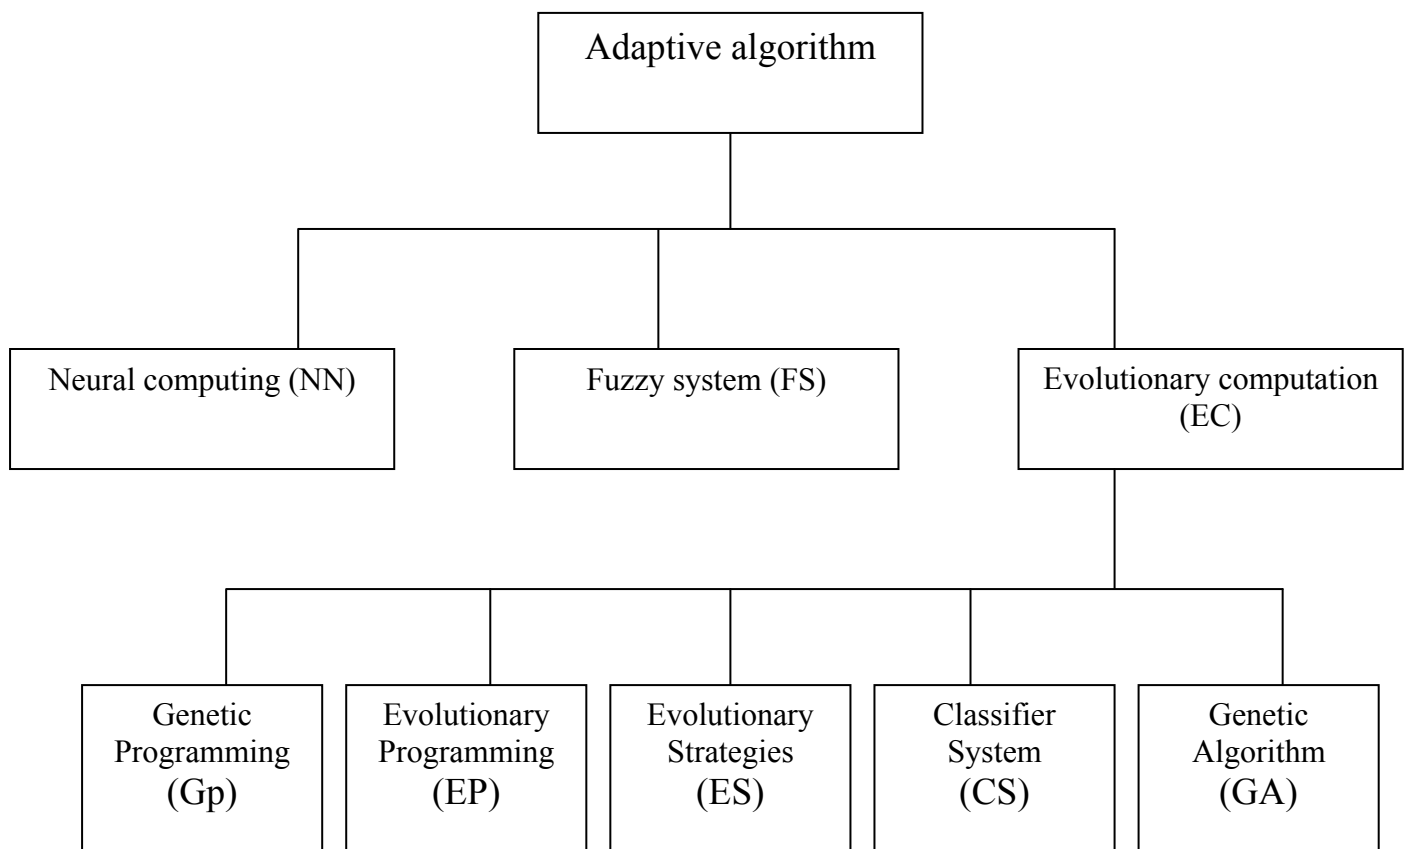 Adaptive algorithm
Neural computing (NN)
Fuzzy system (FS)
Evolutionary computation
(EC)
Genetic
Programming
(Gp)
Evolutionary
Programming
(EP)
Evolutionary
Strategies
(ES)
Classifier
System
(CS)
Genetic
Algorithm
(GA)